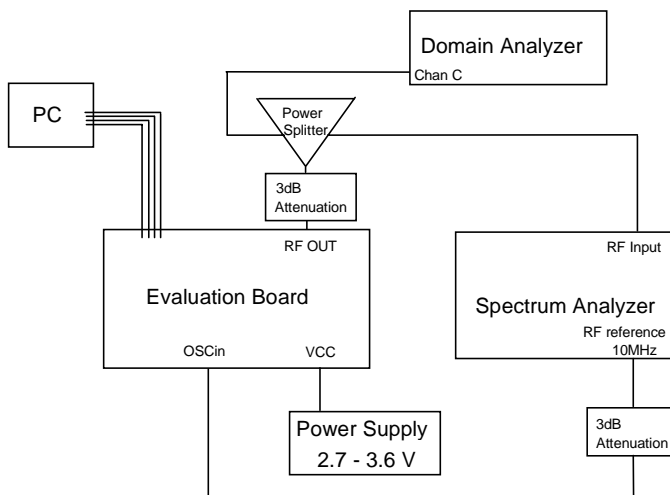 Domain Analyzer
Chan C
PC
Power
Splitter
3dB
Attenuation
RF OUT
RF Input
Evaluation Board
Spectrum Analyzer
RF reference
10MHz
OSCin
VCC
Power Supply
2.7 - 3.6 V
3dB
Attenuation